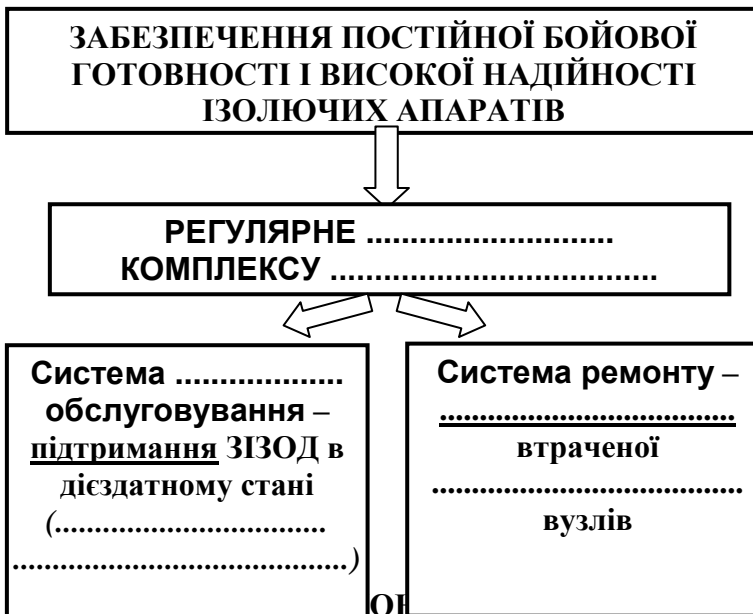 ЗАБЕЗПЕЧЕННЯ ПОСТІЙНОЇ БОЙОВОЇ
ГОТОВНОСТІ І ВИСОКОЇ НАДІЙНОСТІ
ІЗОЛЮЧИХ АПАРАТІВ
РЕГУЛЯРНЕ ............................
КОМПЛЕКСУ .....................................
Система ...................
обслуговування –
підтримання ЗІЗОД в
дієздатному стані
(...............................
......................................)
Система ремонту –
..................................
втраченої
....................................
вузлів